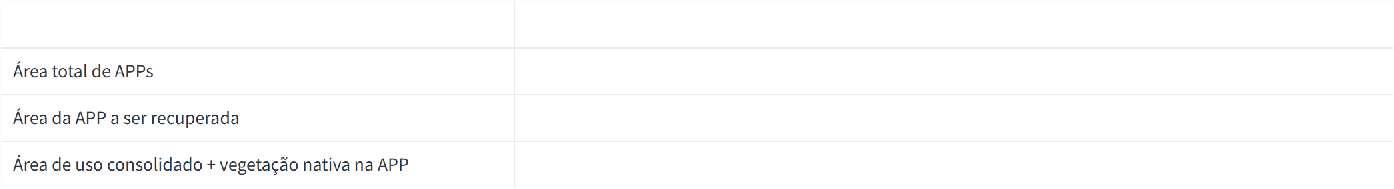 Área total de APPs
Área da APP a ser recuperada
Área de uso consolidado + vegetação nativa na APP